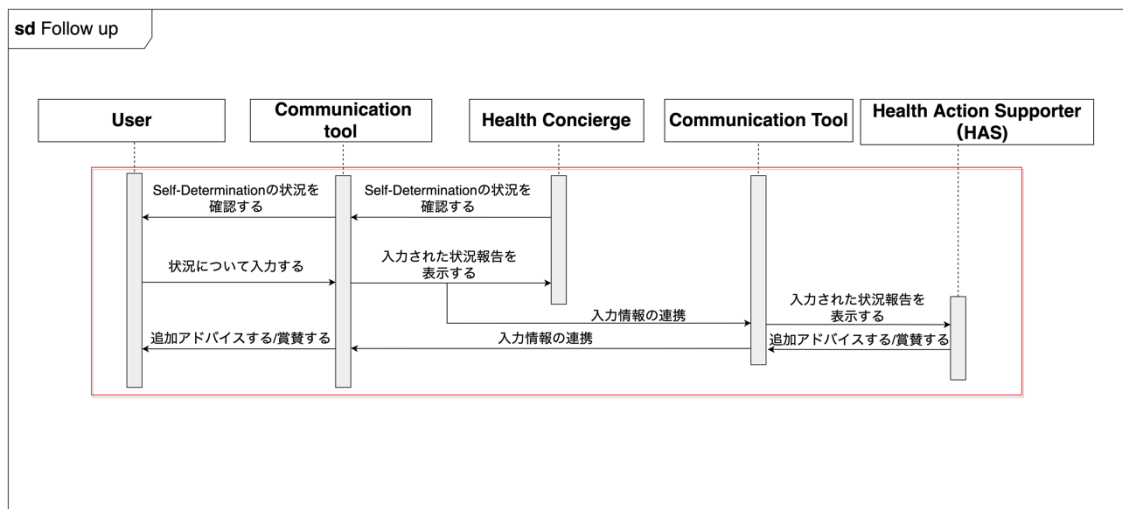 sd Follow up
User
Communication
tool
Health Concierge
Communication Tool
Health Action Supporter
(HAS)
Self-Determinationの状況を
確認する
Self-Determinationの状況を
確認する
状況について入力する
入力された状況報告を
表示する
入力情報の連携
入力された状況報告を
表示する
追加アドバイスする/賞賛する
入力情報の連携
追加アドバイスする/賞賛する